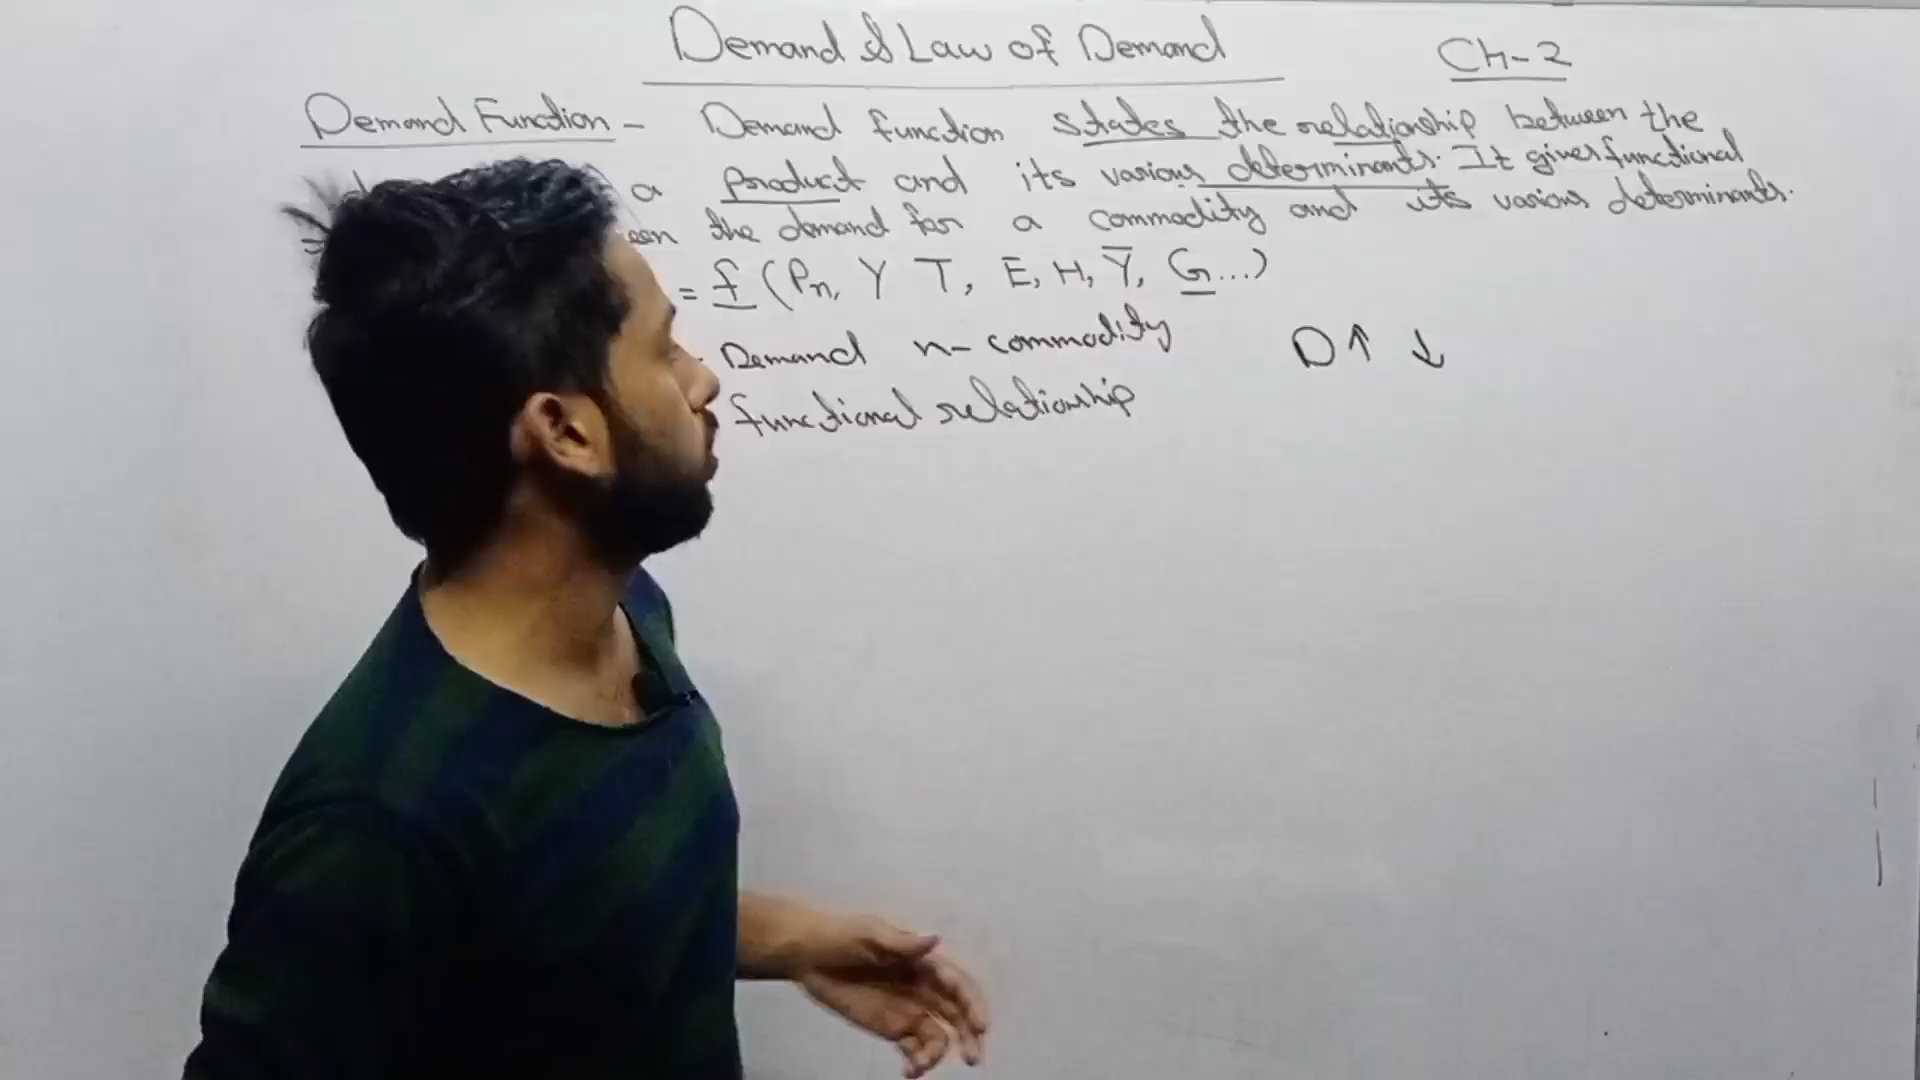 Demand & Law of Demand
Ch-2
Demand Function - Demand function states the relationship between the
a product and its various determinants. It gives functional
een the demand for a commodity and its various determinants.
= f (Pn, Y T, E, H, Y̅, G...)
Demand n- commodity
D↑ ↓
functional relationship